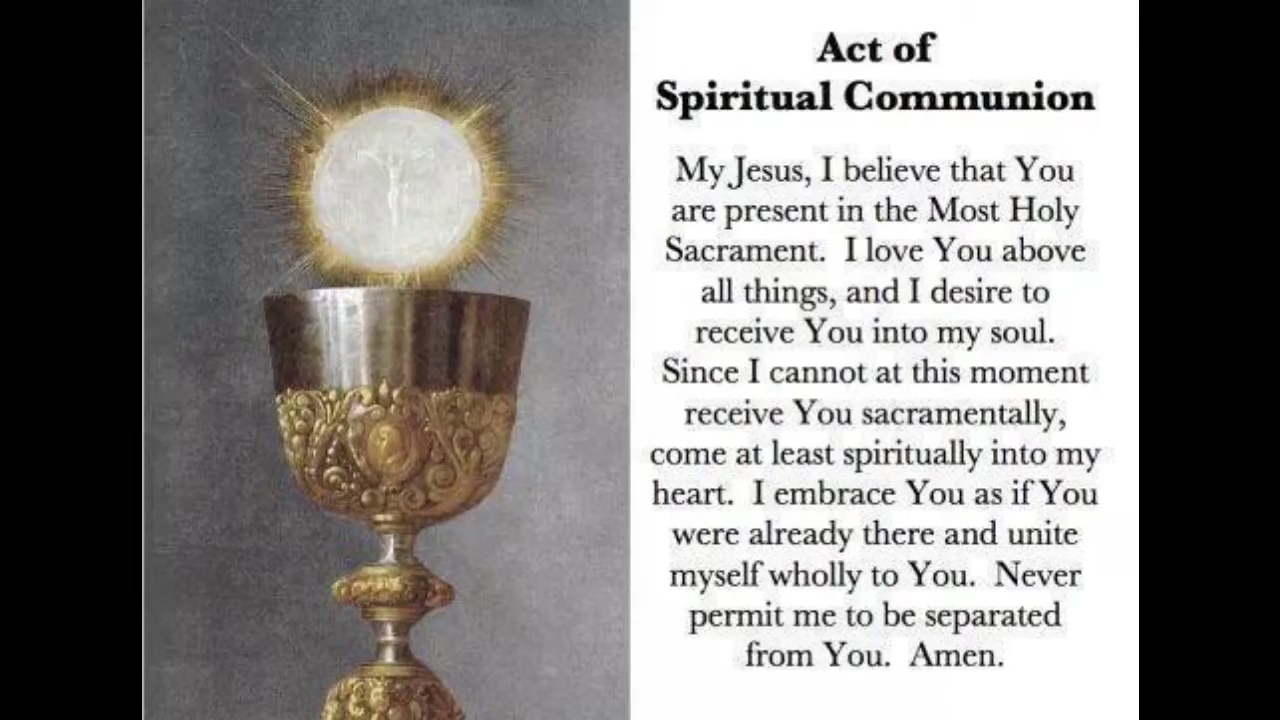 Act of
Spiritual Communion
My Jesus, I believe that You
are present in the Most Holy
Sacrament. I love You above
all things, and I desire to
receive You into my soul.
Since I cannot at this moment
receive You sacramentally,
come at least spiritually into my
heart. I embrace You as if You
were already there and unite
myself wholly to You. Never
permit me to be separated
from You. Amen.